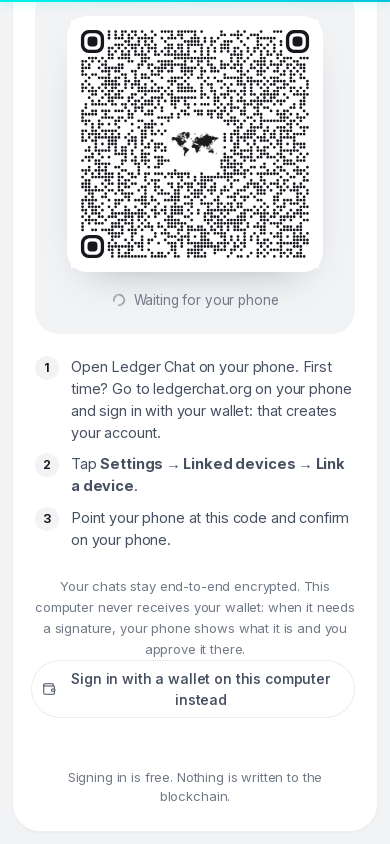 Waiting for your phone
1 Open Ledger Chat on your phone. First
time? Go to ledgerchat.org on your phone
and sign in with your wallet: that creates
your account.
2 Tap Settings → Linked devices → Link
a device.
3 Point your phone at this code and confirm
on your phone.
Your chats stay end-to-end encrypted. This
computer never receives your wallet: when it needs
a signature, your phone shows what it is and you
approve it there.
Sign in with a wallet on this computer
instead
Signing in is free. Nothing is written to the
blockchain.